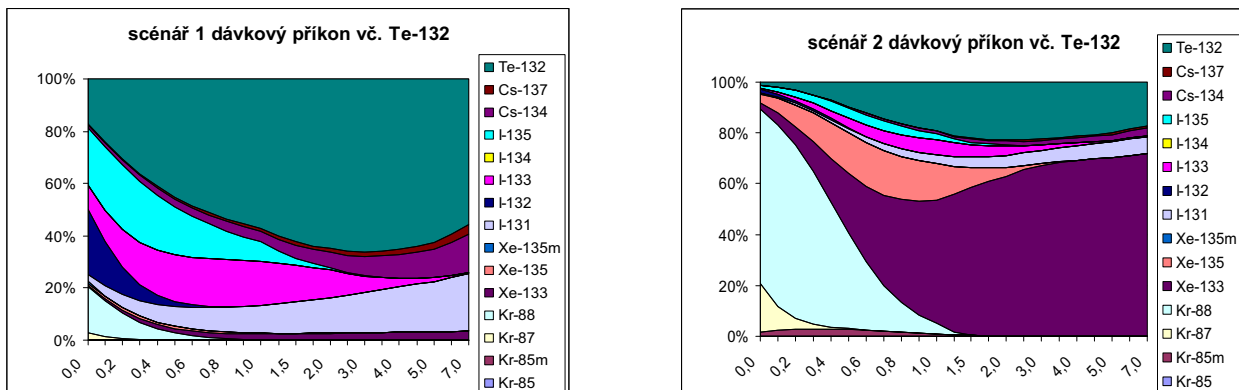 scénář 1 dávkový příkon vč. Te-132
100%
80%
60%
40%
20%
0%
0,0
0,2
0,4
0,6
0,8
1,0
1,5
2,0
3,0
4,0
5,0
7,0
Te-132
Cs-137
Cs-134
I-135
I-134
I-133
I-132
I-131
Xe-135m
Xe-135
Xe-133
Kr-88
Kr-87
Kr-85m
Kr-85
scénář 2 dávkový příkon vč. Te-132
100%
80%
60%
40%
20%
0%
0,0
0,2
0,4
0,6
0,8
1,0
1,5
2,0
3,0
4,0
5,0
7,0
Te-132
Cs-137
Cs-134
I-135
I-134
I-133
I-132
I-131
Xe-135m
Xe-135
Xe-133
Kr-88
Kr-87
Kr-85m
Kr-85